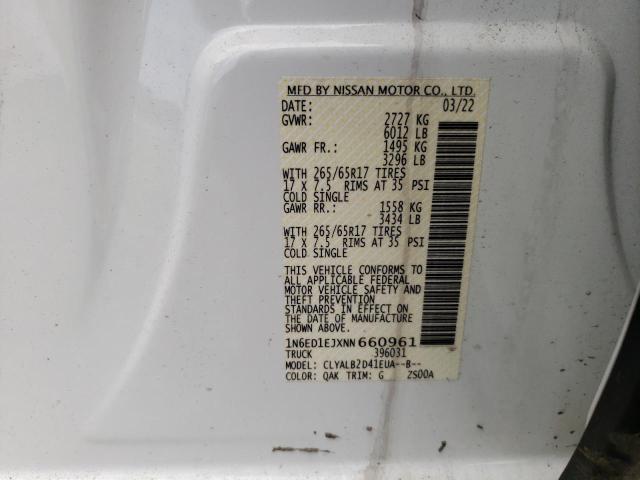 MFD BY NISSAN MOTOR CO., LTD.
DATE: 03/22
GVWR: 2727 KG
6012 LB
GAWR FR.: 1495 KG
3296 LB
WITH 265/65R17 TIRES
17 X 7.5 RIMS AT 35 PSI
COLD SINGLE
GAWR RR.: 1558 KG
3434 LB
WITH 265/65R17 TIRES
17 X 7.5 RIMS AT 35 PSI
COLD SINGLE
THIS VEHICLE CONFORMS TO
ALL APPLICABLE FEDERAL
MOTOR VEHICLE SAFETY AND
THEFT PREVENTION
STANDARDS IN EFFECT ON
THE DATE OF MANUFACTURE
SHOWN ABOVE.
1N6ED1EJXNN660961
TRUCK 396031
MODEL: CLYALB2D41EUA--B--
COLOR: QAK TRIM: G ZS00A